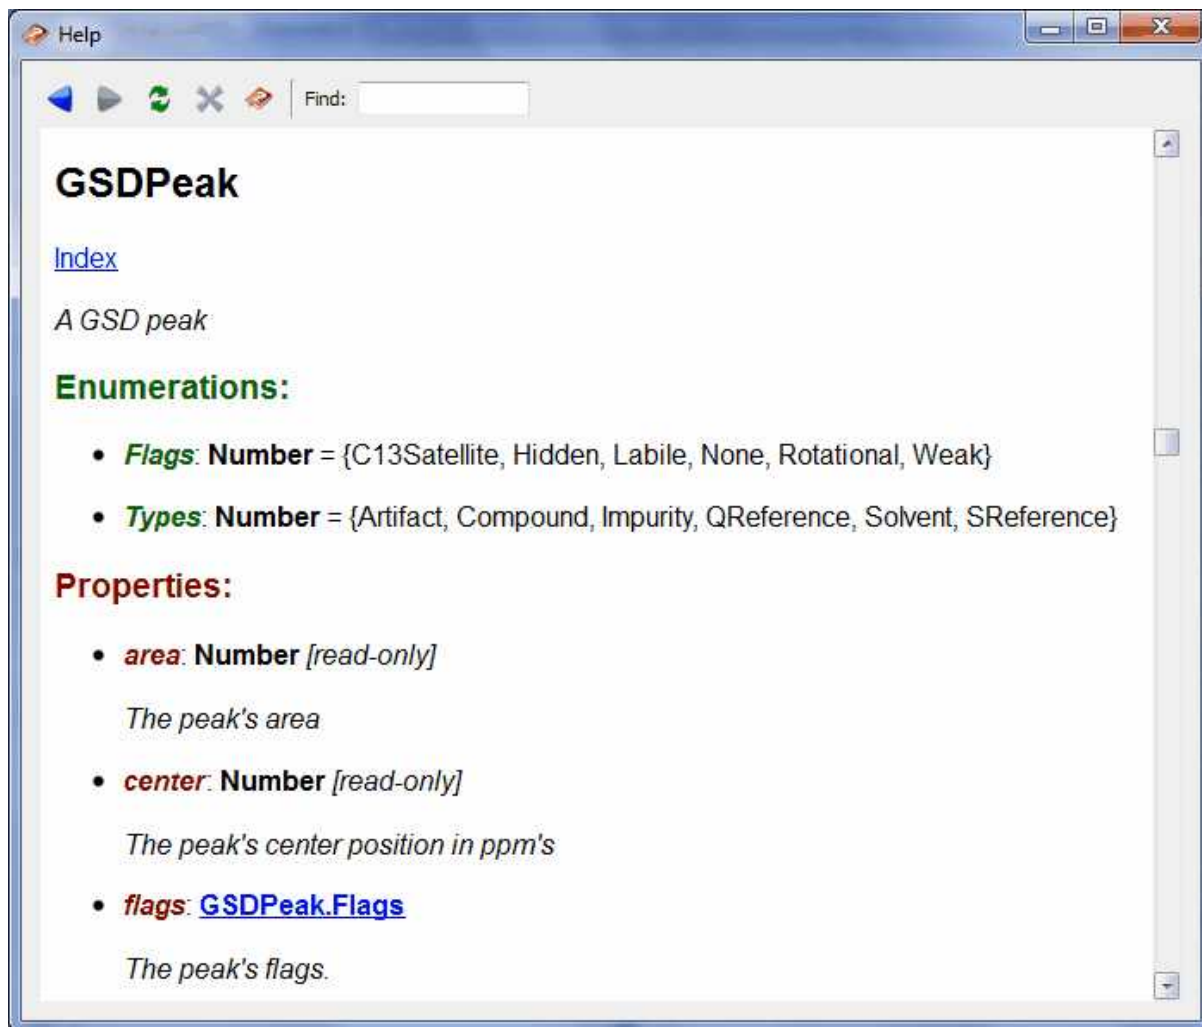 Help
Find:
GSDPeak
Index
A GSD peak
Enumerations:
• Flags: Number = {C13Satellite, Hidden, Labile, None, Rotational, Weak}
• Types: Number = {Artifact, Compound, Impurity, QReference, Solvent, SReference}
Properties:
• area: Number [read-only]
The peak's area
• center: Number [read-only]
The peak's center position in ppm's
• flags: GSDPeak.Flags
The peak's flags.